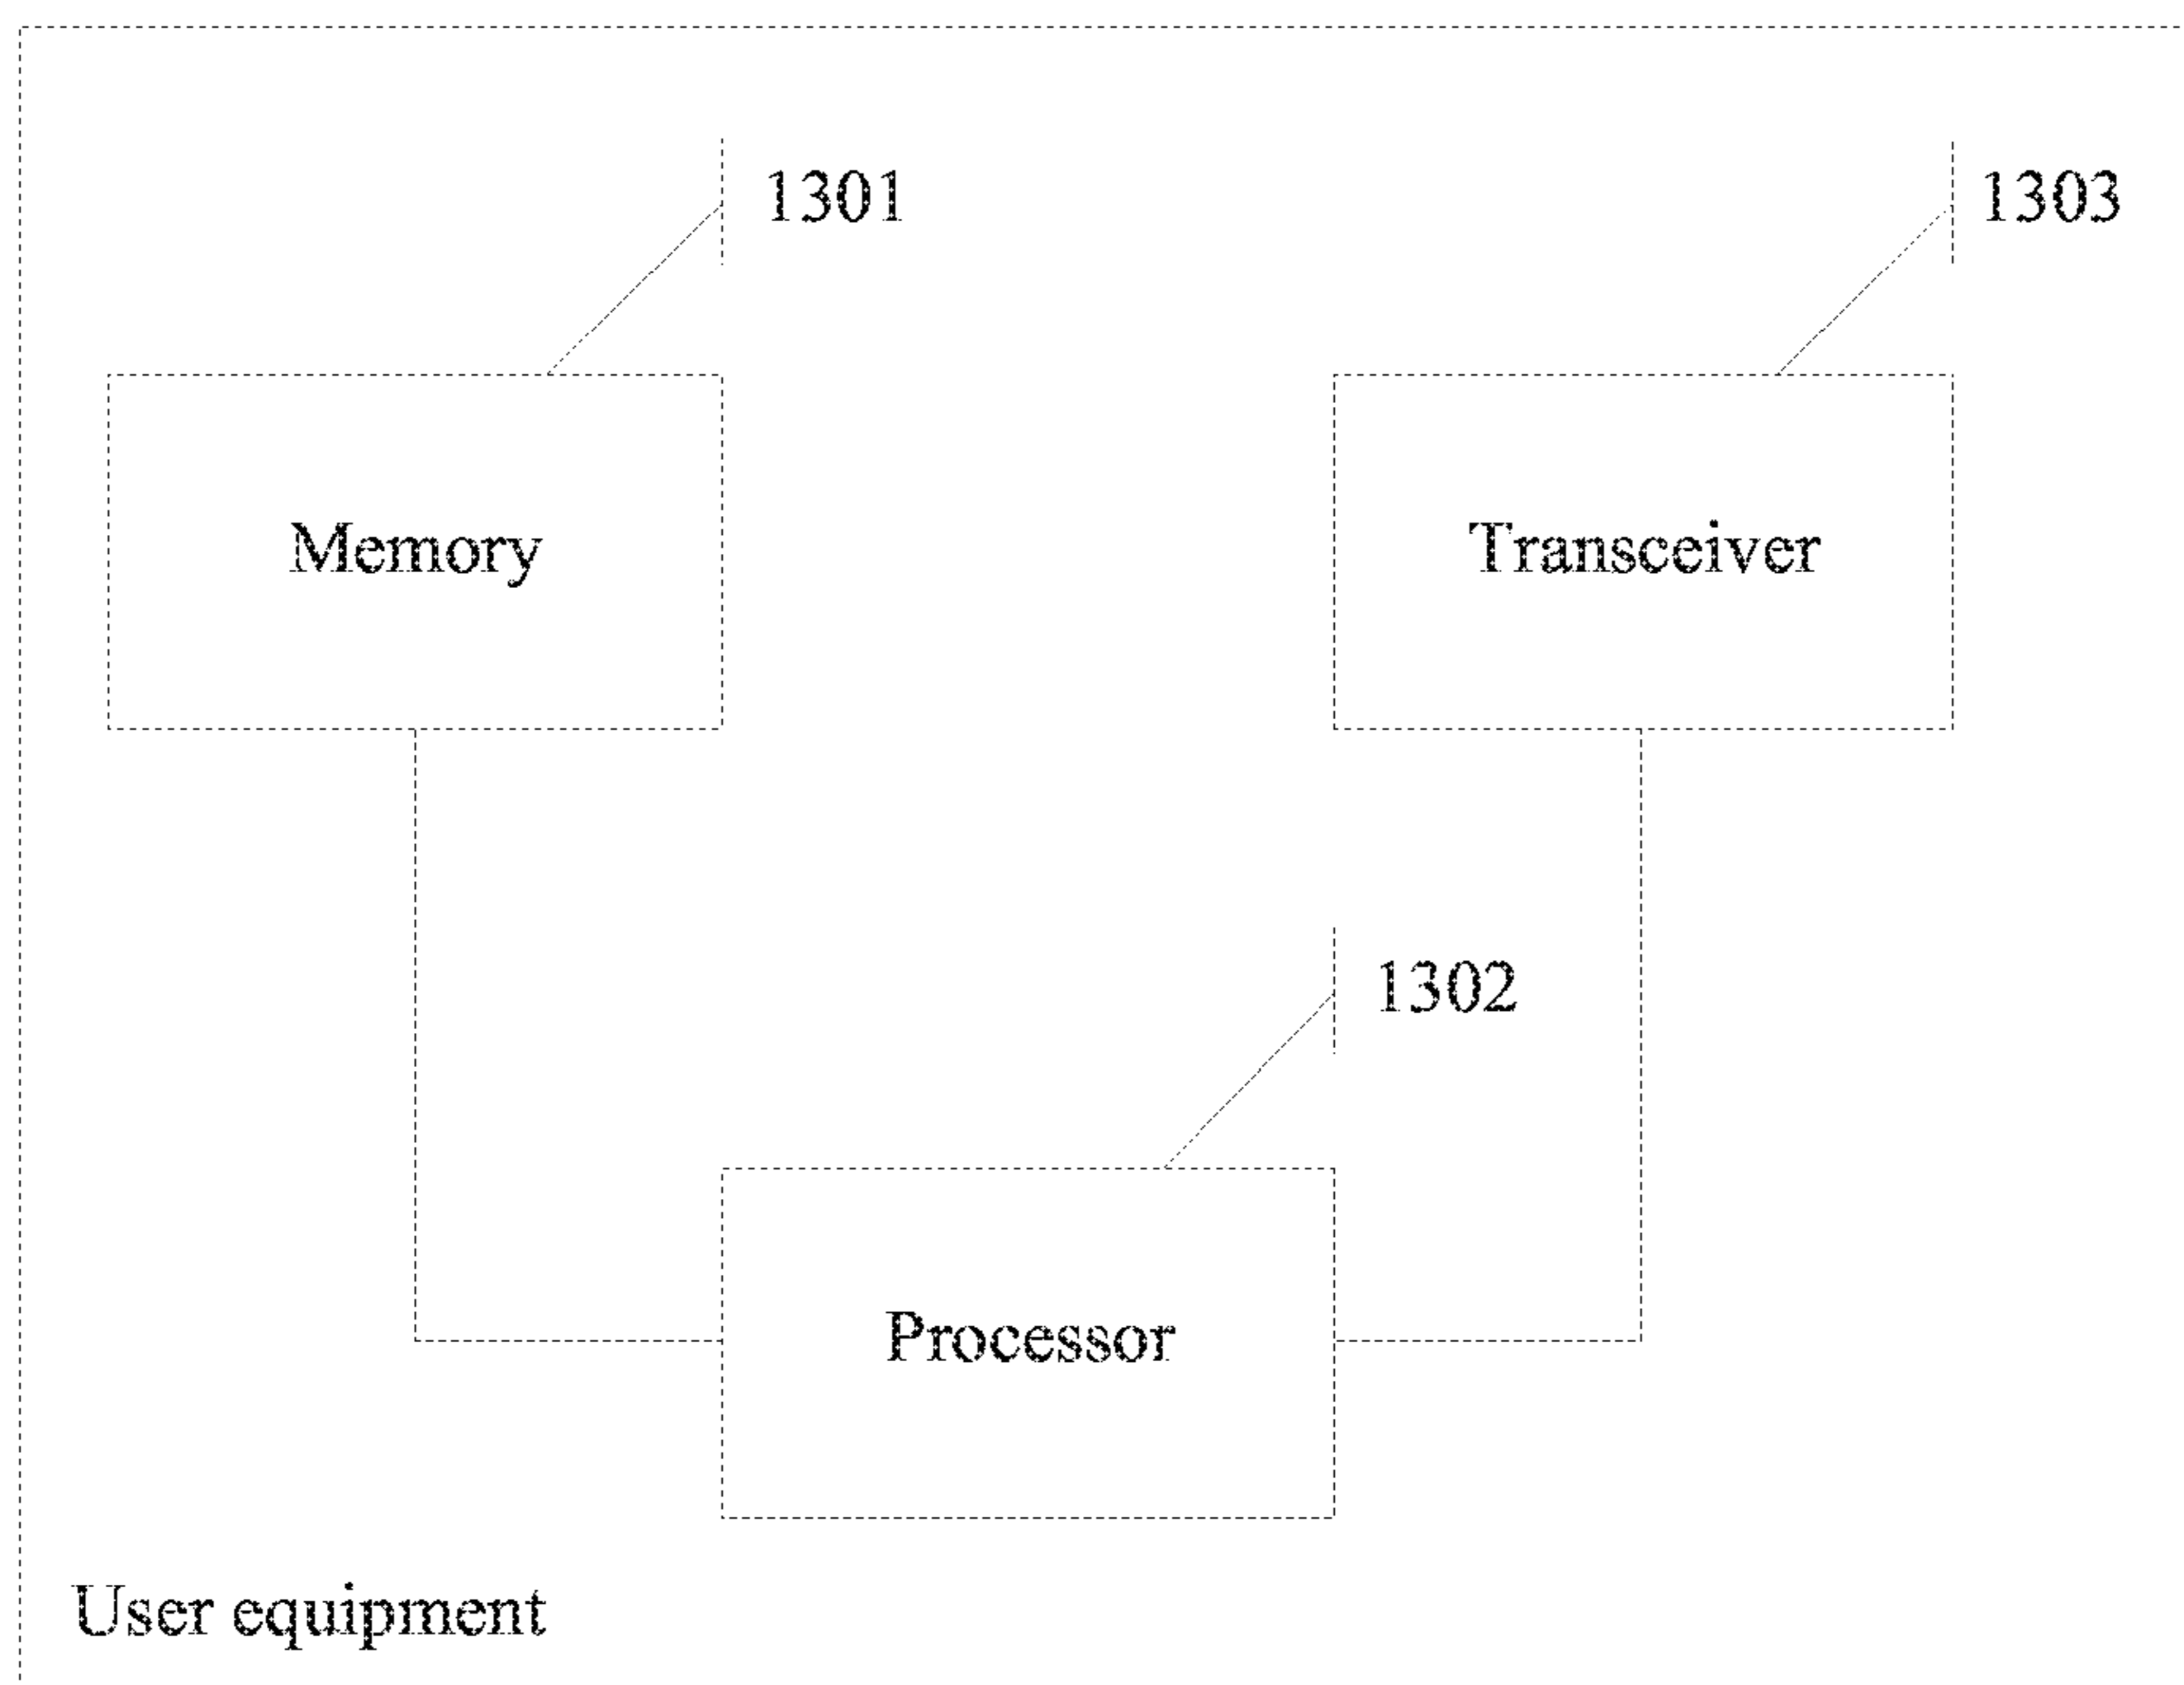 1301
1303
Memory
Transceiver
1302
Processor
User equipment